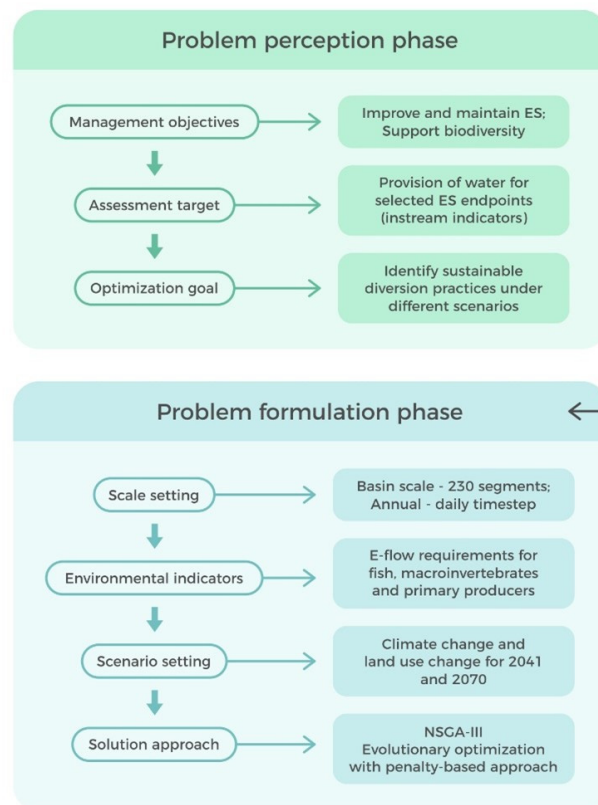 Problem perception phase
Management objectives
Improve and maintain ES;
Support biodiversity
Assessment target
Provision of water for
selected ES endpoints
(instream indicators)
Optimization goal
Identify sustainable
diversion practices under
different scenarios
Problem formulation phase
Scale setting
Basin scale - 230 segments;
Annual - daily timestep
Environmental indicators
E-flow requirements for
fish, macroinvertebrates
and primary producers
Scenario setting
Climate change and
land use change for 2041
and 2070
Solution approach
NSGA-III
Evolutionary optimization
with penalty-based approach